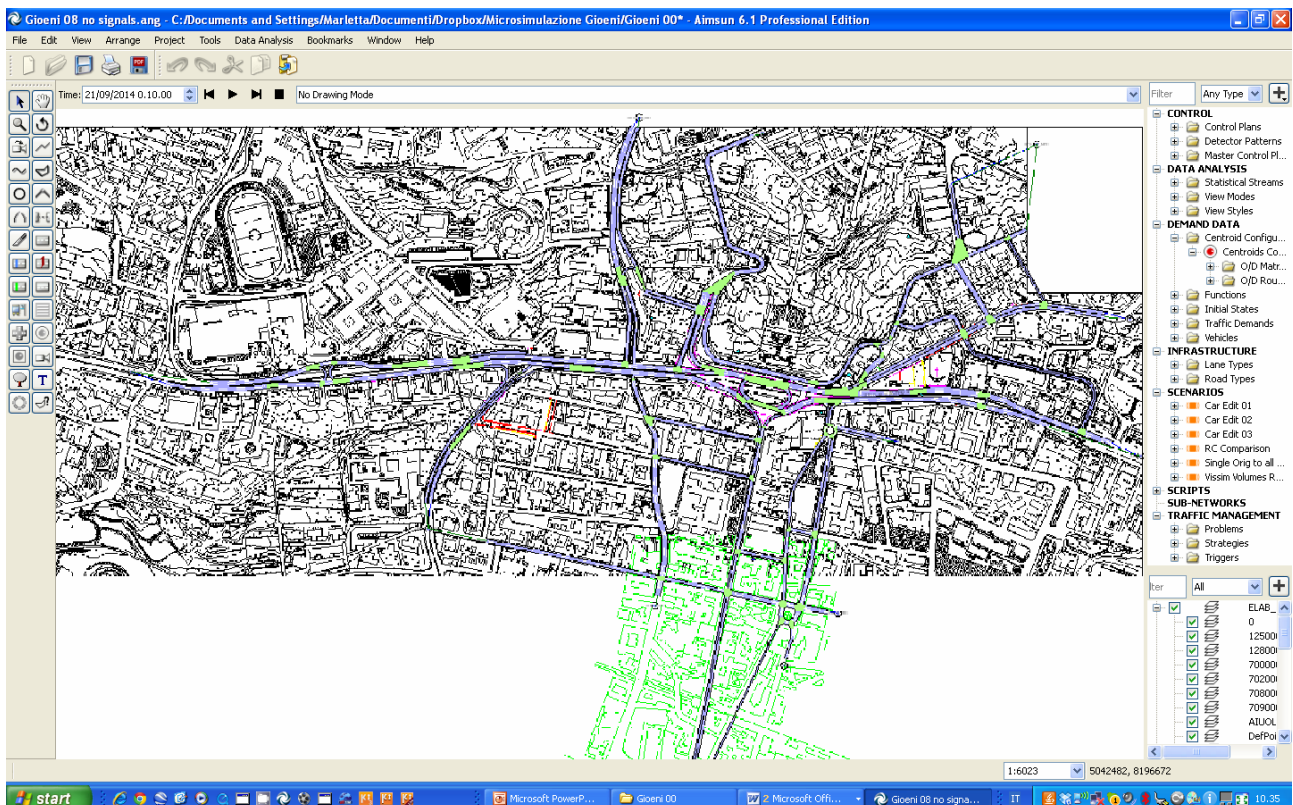 Gioeni 08 no signals.ang - C:/Documents and Settings/Marletta/Documenti/Dropbox/Microsimulazione Gioeni/Gioeni 00* - Aimsun 6.1 Professional Edition
File Edit View Arrange Project Tools Data Analysis Bookmarks Window Help
Time: 21/09/2014 0.10.00 No Drawing Mode Filter Any Type
CONTROL
Control Plans
Detector Patterns
Master Control Pl...
DATA ANALYSIS
Statistical Streams
View Modes
View Styles
DEMAND DATA
Centroid Configu...
Centroids Co...
O/D Matr...
O/D Rou...
Functions
Initial States
Traffic Demands
Vehicles
INFRASTRUCTURE
Lane Types
Road Types
SCENARIOS
Car Edit 01
Car Edit 02
Car Edit 03
RC Comparison
Single Orig to all ...
Vissim Volumes R...
SCRIPTS
SUB-NETWORKS
TRAFFIC MANAGEMENT
Problems
Strategies
Triggers
lter All
ELAB_
0
12500
12800
70000
70200
70800
70900
AIUOL
DefPoi
1:6023 5042482, 8196672
start Microsoft PowerP... Gioeni 00 2 Microsoft Offi... Gioeni 08 no signa... IT 10.35